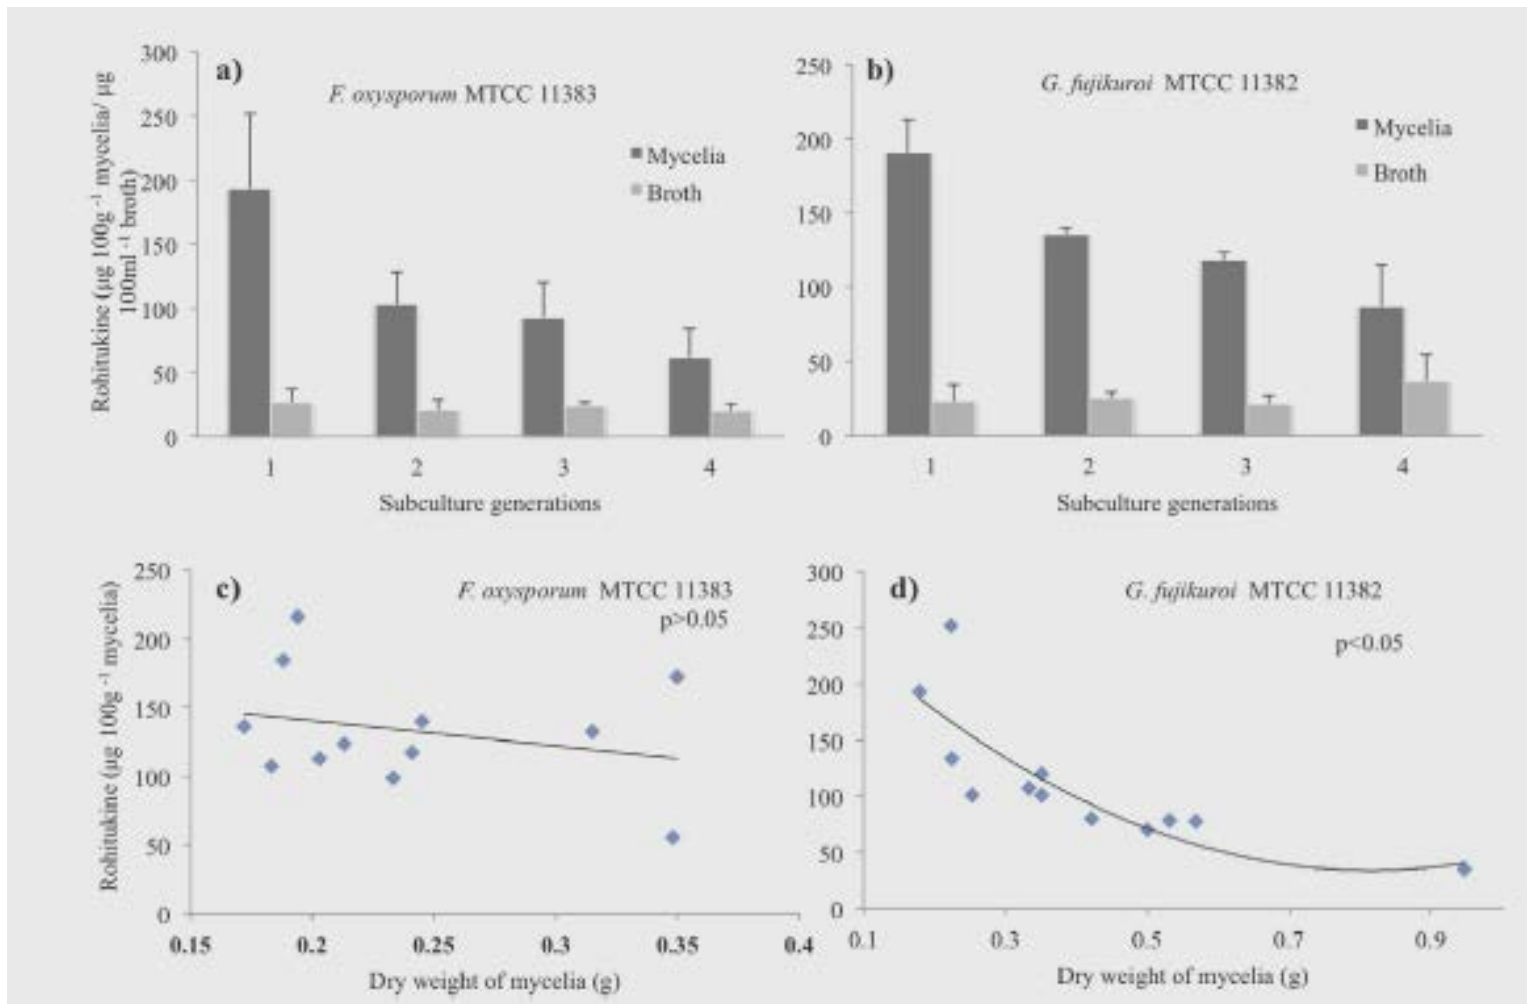 a)
F. oxysporum MTCC 11383
Mycelia
Broth
Rohitukine (μg 100g -1 mycelia/ μg
100ml -1 broth)
300
250
200
150
100
50
0
1 2 3 4
Subculture generations
b)
G. fujikuroi MTCC 11382
Mycelia
Broth
250
200
150
100
50
0
1 2 3 4
Subculture generations
c)
F. oxysporum MTCC 11383
p>0.05
Rohitukine (μg 100g -1 mycelia)
250
200
150
100
50
0
0.15 0.2 0.25 0.3 0.35 0.4
Dry weight of mycelia (g)
d)
G. fujikuroi MTCC 11382
p<0.05
300
250
200
150
100
50
0
0.1 0.3 0.5 0.7 0.9
Dry weight of mycelia (g)